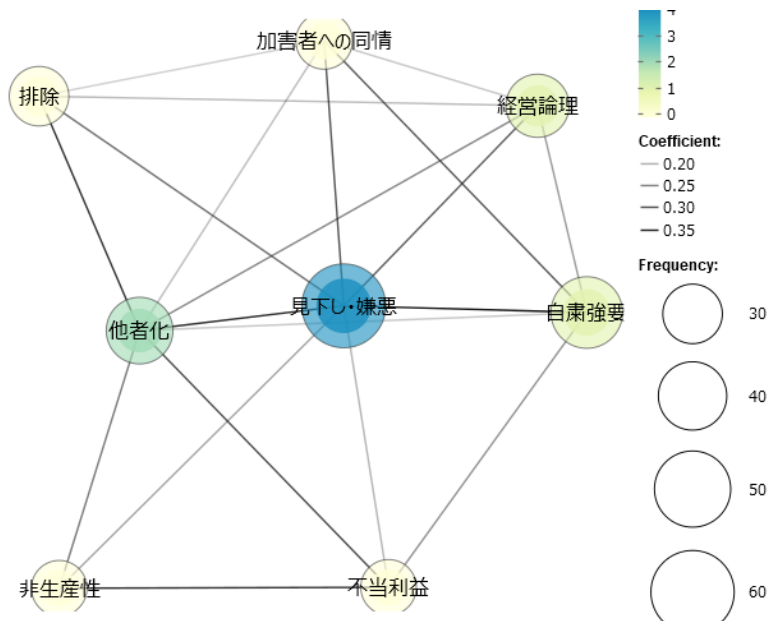 加害者への同情
排除
経営論理
見下し・嫌悪
自粛強要
他者化
非生産性
不当利益
4
3
2
1
0
Coefficient:
0.20
0.25
0.30
0.35
Frequency:
30
40
50
60